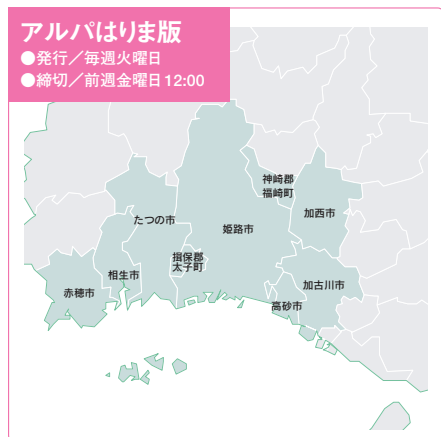 アルパはりま版
●発行／毎週火曜日
●締切／前週金曜日12:00
神崎郡
福崎町
加西市
たつの市
姫路市
揖保郡
太子町
相生市
赤穂市
加古川市
高砂市